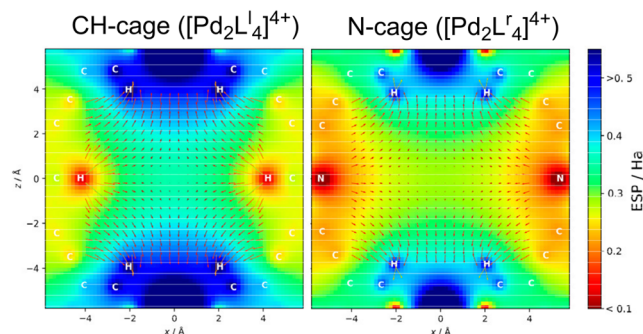 CH-cage ([Pd₂Lˡ₄]⁴⁺)
N-cage ([Pd₂Lʳ₄]⁴⁺)
C C C C
C C C C
4 H H H H
C C C C
C C C C
2
z / Å
0 C H H C N N
-2
C C C C
C C C C
-4 H H H H
C C C C
C C C C
-4 -2 0 2 4
-4 -2 0 2 4
x / Å
x / Å
>0.5
0.4
0.3
0.2
< 0.1
ESP / Ha